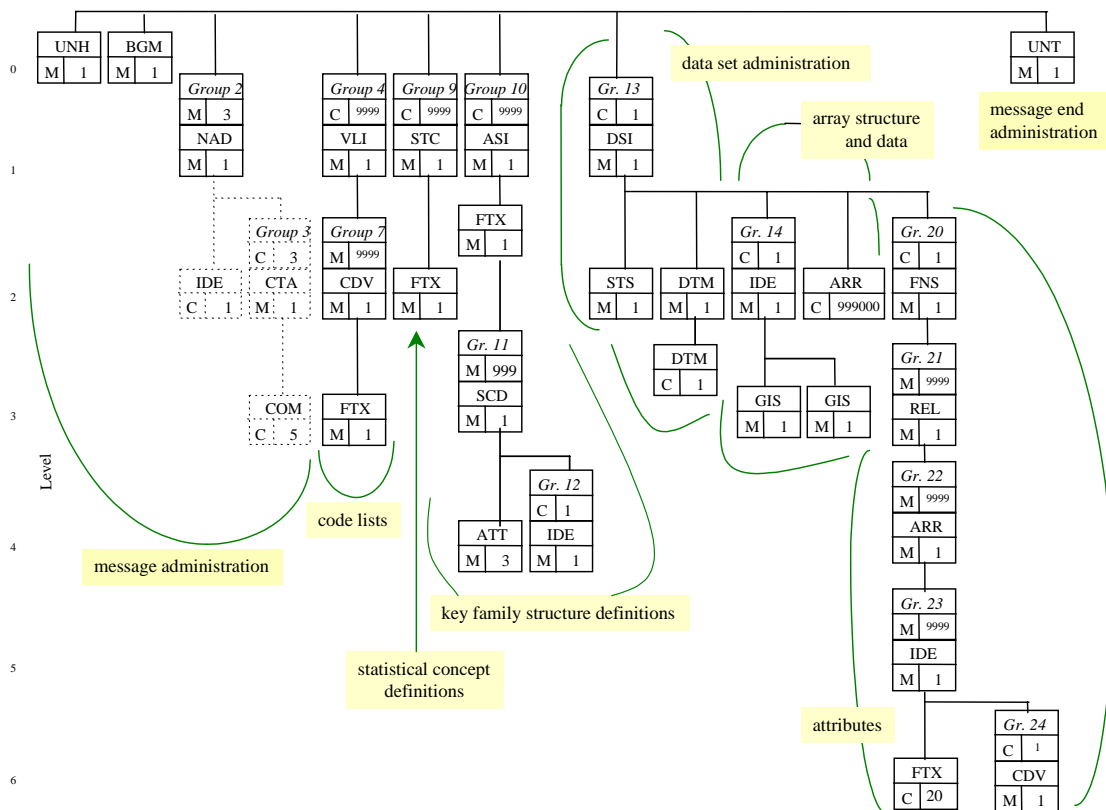 UNH
M 1
BGM
M 1
UNT
M 1
0
data set administration
Group 2
M 3
NAD
M 1
Group 4
C 9999
VLI
M 1
Group 9
C 9999
STC
M 1
Group 10
C 9999
ASI
M 1
Gr. 13
C 1
DSI
M 1
message end
administration
array structure
and data
1
FTX
M 1
Group 3
C 3
CTA
M 1
Group 7
M 9999
CDV
M 1
Gr. 14
C 1
IDE
M 1
Gr. 20
C 1
FNS
M 1
IDE
C 1
FTX
M 1
STS
M 1
DTM
M 1
ARR
C 999000
2
Gr. 11
M 999
SCD
M 1
DTM
C 1
Gr. 21
M 9999
REL
M 1
COM
C 5
FTX
M 1
GIS
M 1
GIS
M 1
3
Level
Gr. 12
C 1
IDE
M 1
Gr. 22
M 9999
ARR
M 1
code lists
ATT
M 3
4
message administration
key family structure definitions
Gr. 23
M 9999
IDE
M 1
statistical concept
definitions
5
attributes
Gr. 24
C 1
CDV
M 1
FTX
C 20
6